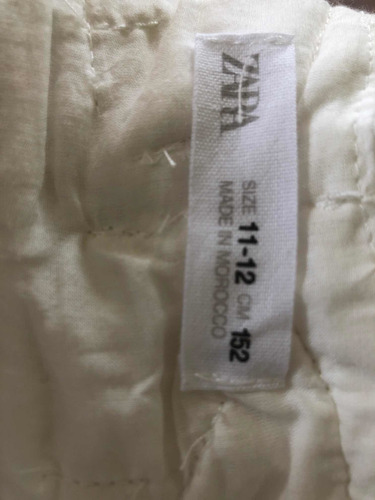 ZARA
SIZE 11-12 CM 152
MADE IN MOROCCO